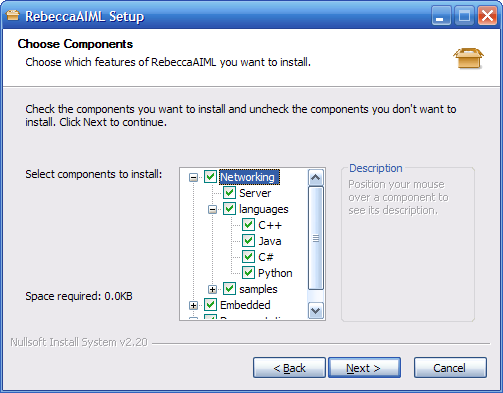 RebeccaAIML Setup
Choose Components
Choose which features of RebeccaAIML you want to install.
Check the components you want to install and uncheck the components you don't want to
install. Click Next to continue.
Select components to install:
Networking
Server
languages
C++
Java
C#
Python
samples
Embedded
Description
Position your mouse
over a component to
see its description.
Space required: 0.0KB
Nullsoft Install System v2.20
< Back
Next >
Cancel